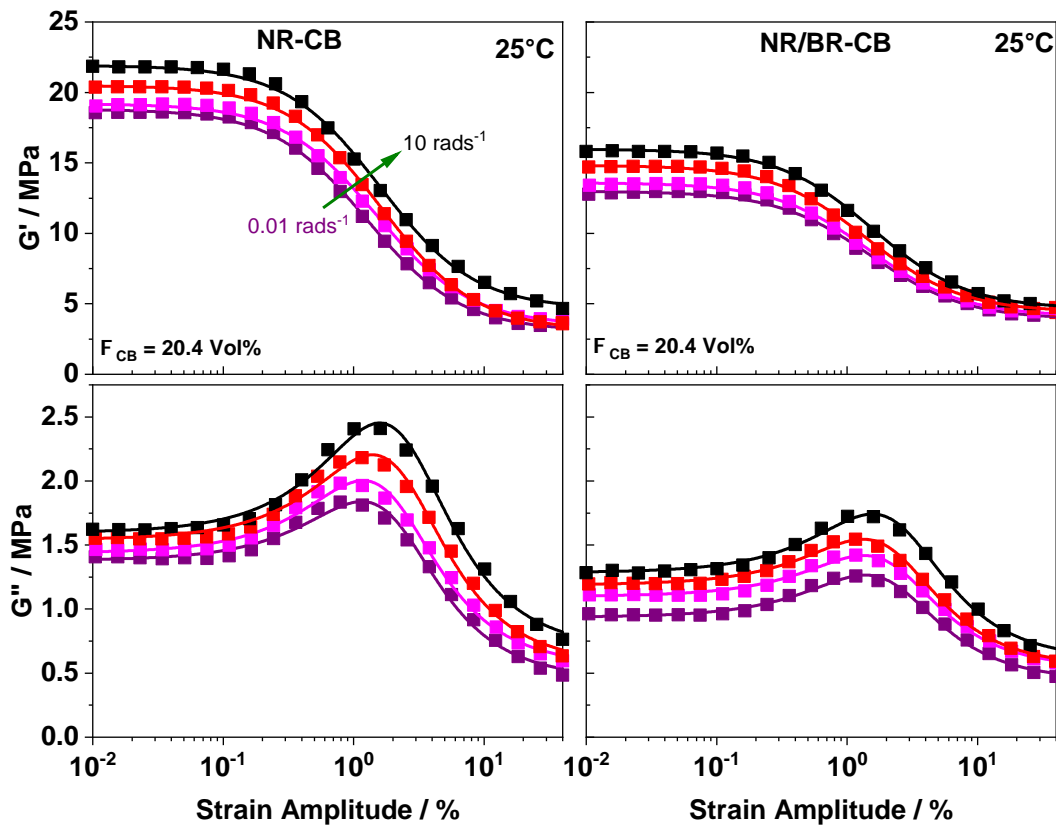 NR-CB 25°C
NR/BR-CB 25°C
25
20
15
10
5
0
G' / MPa
10 rads⁻¹
0.01 rads⁻¹
F CB = 20.4 Vol%
F CB = 20.4 Vol%
2.5
2.0
1.5
1.0
0.5
0.0
G'' / MPa
10⁻² 10⁻¹ 10⁰ 10¹
10⁻² 10⁻¹ 10⁰ 10¹
Strain Amplitude / %
Strain Amplitude / %